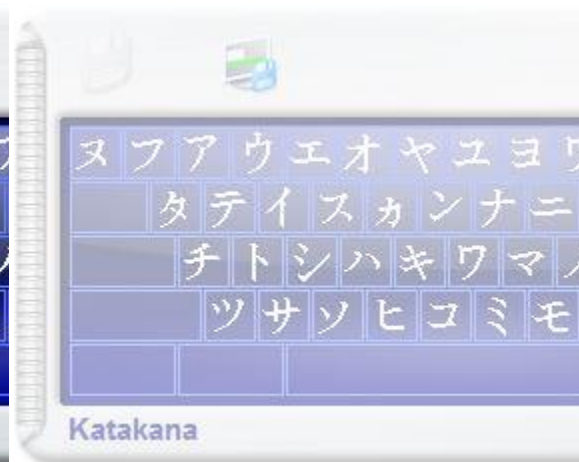 ヌ フ ア ウ エ オ ヤ ユ ヨ
タ テ イ ス カ ン ナ ニ
チ ト シ ハ キ ワ マ
ツ サ ソ ヒ コ ミ モ
Katakana